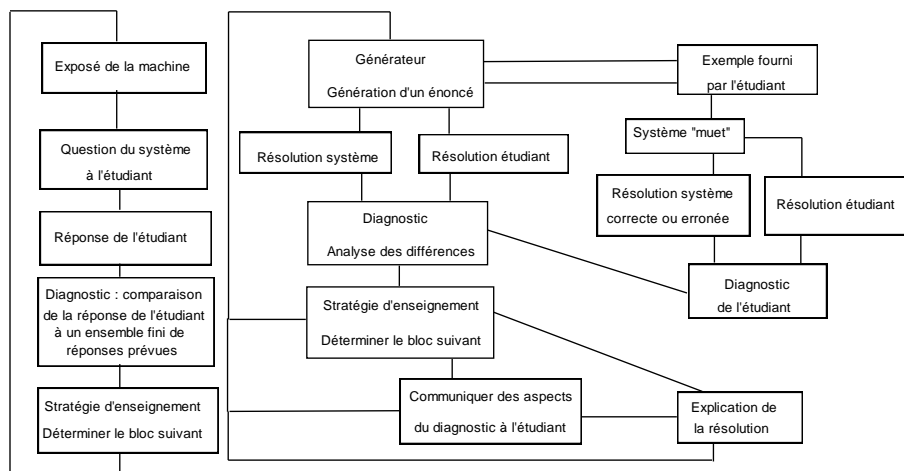 Exposé de la machine
Question du système
à l'étudiant
Réponse de l'étudiant
Diagnostic : comparaison
de la réponse de l'étudiant
à un ensemble fini de
réponses prévues
Stratégie d'enseignement
Déterminer le bloc suivant
Générateur
Génération d'un énoncé
Résolution système
Résolution étudiant
Diagnostic
Analyse des différences
Stratégie d'enseignement
Déterminer le bloc suivant
Communiquer des aspects
du diagnostic à l'étudiant
Exemple fourni
par l'étudiant
Système "muet"
Résolution système
correcte ou erronée
Résolution étudiant
Diagnostic
de l'étudiant
Explication de
la résolution